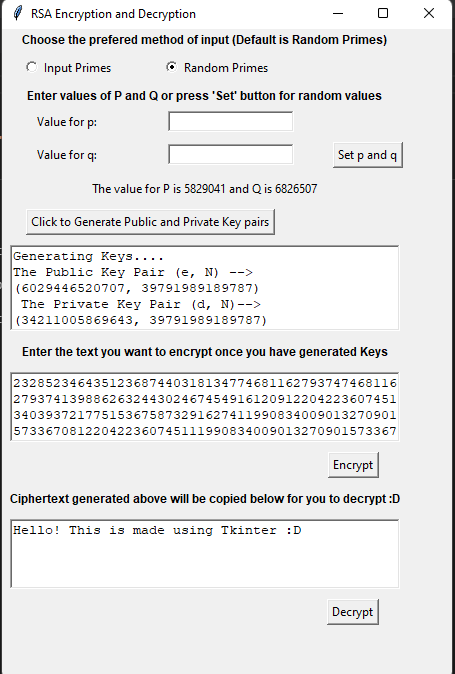 RSA Encryption and Decryption
Choose the prefered method of input (Default is Random Primes)
Input Primes Random Primes
Enter values of P and Q or press 'Set' button for random values
Value for p:
Value for q: Set p and q
The value for P is 5829041 and Q is 6826507
Click to Generate Public and Private Key pairs
Generating Keys....
The Public Key Pair (e, N) -->
(6029446520707, 39791989189787)
The Private Key Pair (d, N)-->
(34211005869643, 39791989189787)
Enter the text you want to encrypt once you have generated Keys
232852346435123687440318134774681162793747468116
279374139886263244302467454916120912204223607451
340393721775153675873291627411990834009013270901
573367081220422360745111990834009013270901573367
Encrypt
Ciphertext generated above will be copied below for you to decrypt :D
Hello! This is made using Tkinter :D
Decrypt